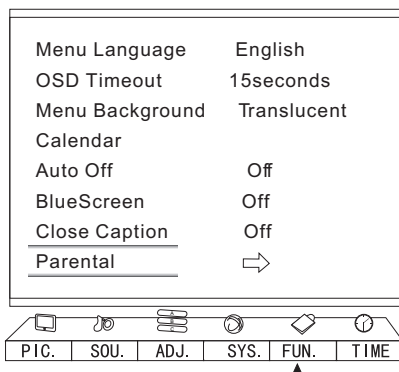 Menu Language English
OSD Timeout 15seconds
Menu Background Translucent
Calendar
Auto Off Off
BlueScreen Off
Close Caption Off
Parental
PIC. SOU. ADJ. SYS. FUN. TIME